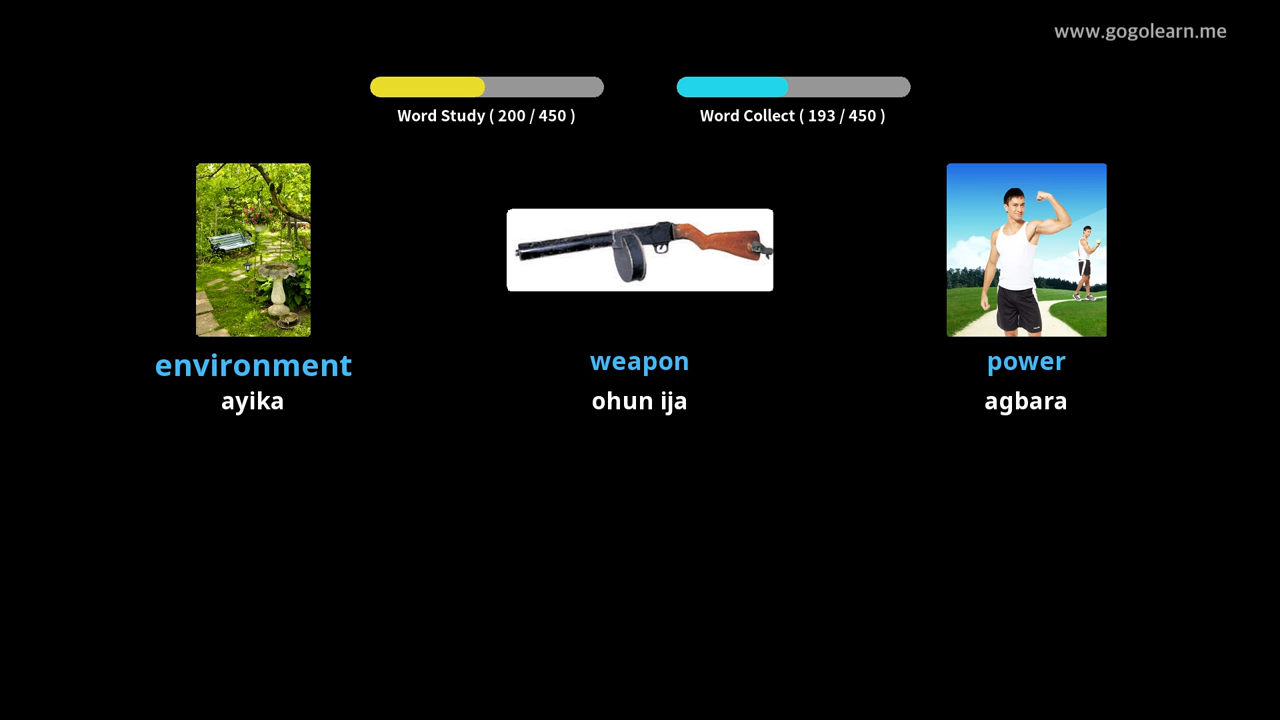 www.gogolearn.me
Word Study ( 200 / 450 )
Word Collect ( 193 / 450 )
environment
ayika
weapon
ohun ija
power
agbara